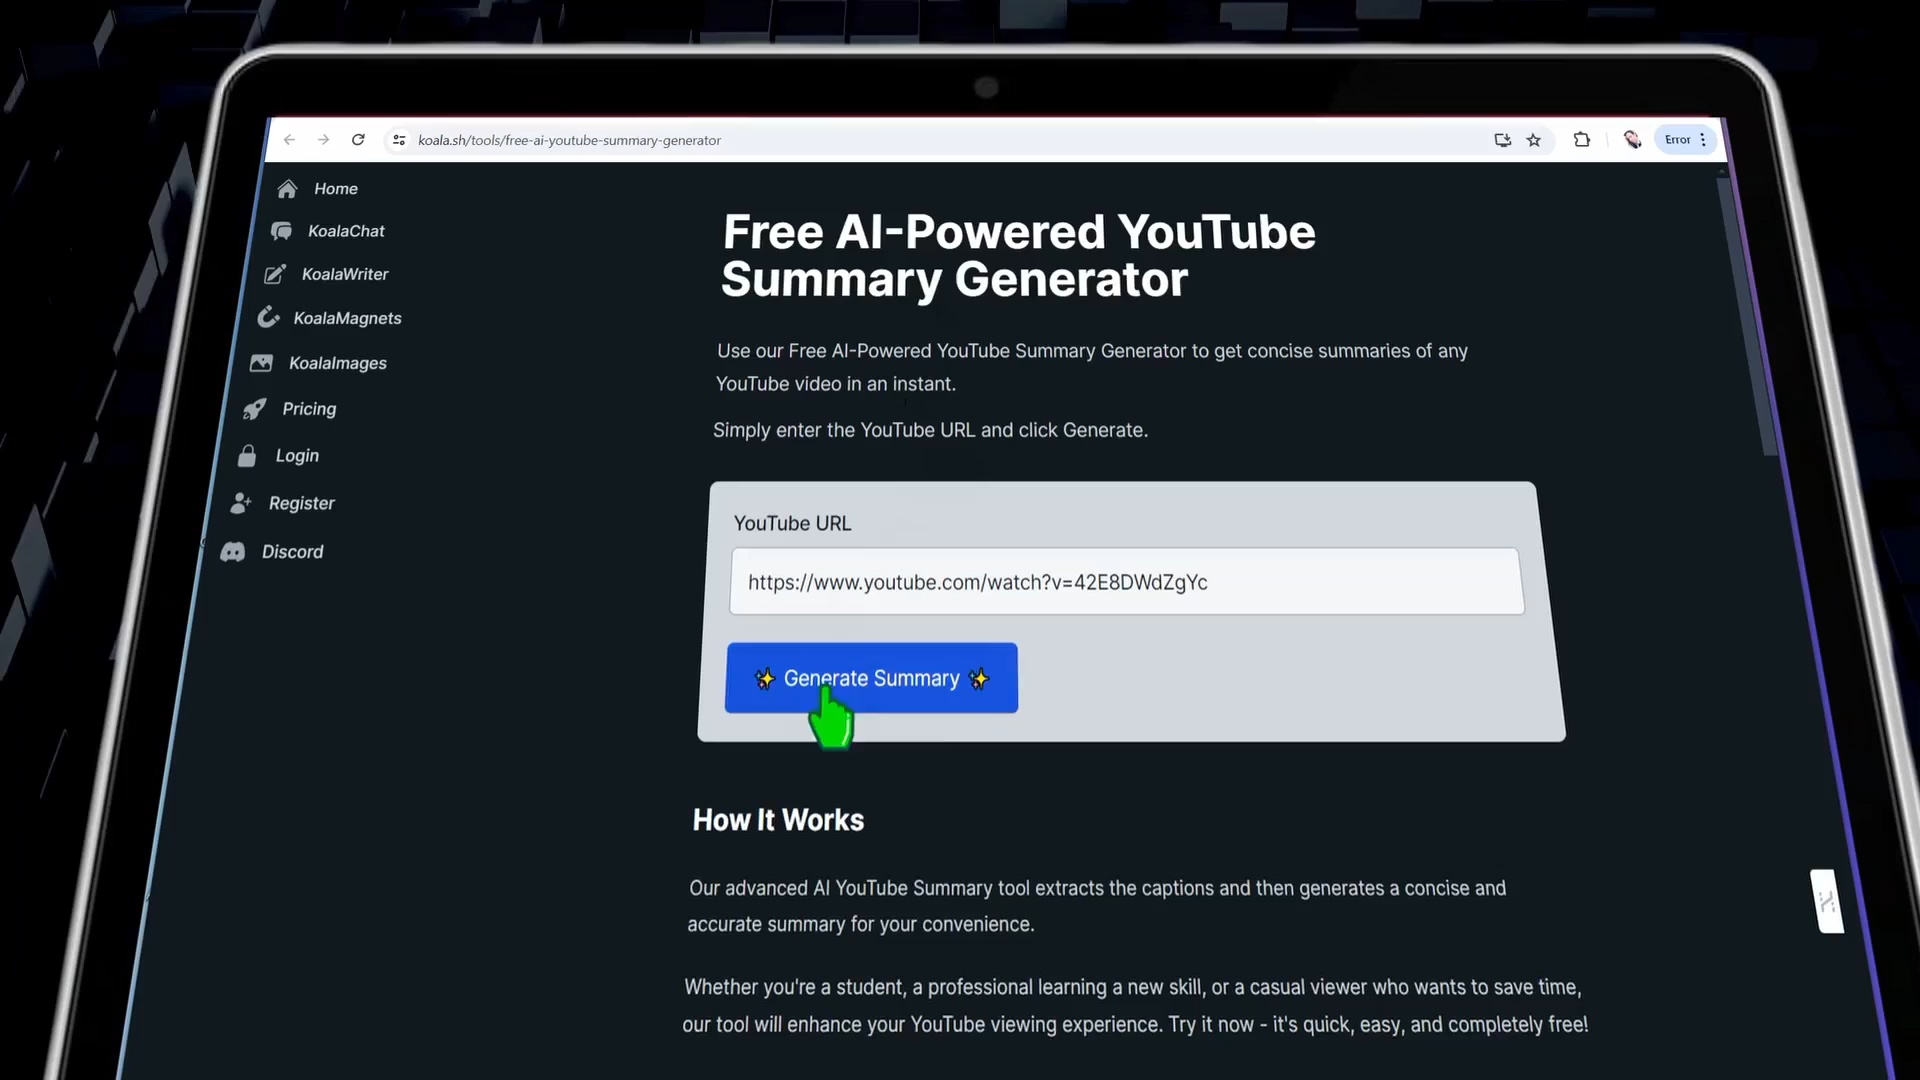 koala.sh/tools/free-ai-youtube-summary-generator
Error
Home
KoalaChat
KoalaWriter
KoalaMagnets
KoalaImages
Pricing
Login
Register
Discord
Free AI-Powered YouTube
Summary Generator
Use our Free AI-Powered YouTube Summary Generator to get concise summaries of any
YouTube video in an instant.
Simply enter the YouTube URL and click Generate.
YouTube URL
https://www.youtube.com/watch?v=42E8DWdZgYc
✨ Generate Summary ✨
How It Works
Our advanced AI YouTube Summary tool extracts the captions and then generates a concise and
accurate summary for your convenience.
Whether you're a student, a professional learning a new skill, or a casual viewer who wants to save time,
our tool will enhance your YouTube viewing experience. Try it now - it's quick, easy, and completely free!